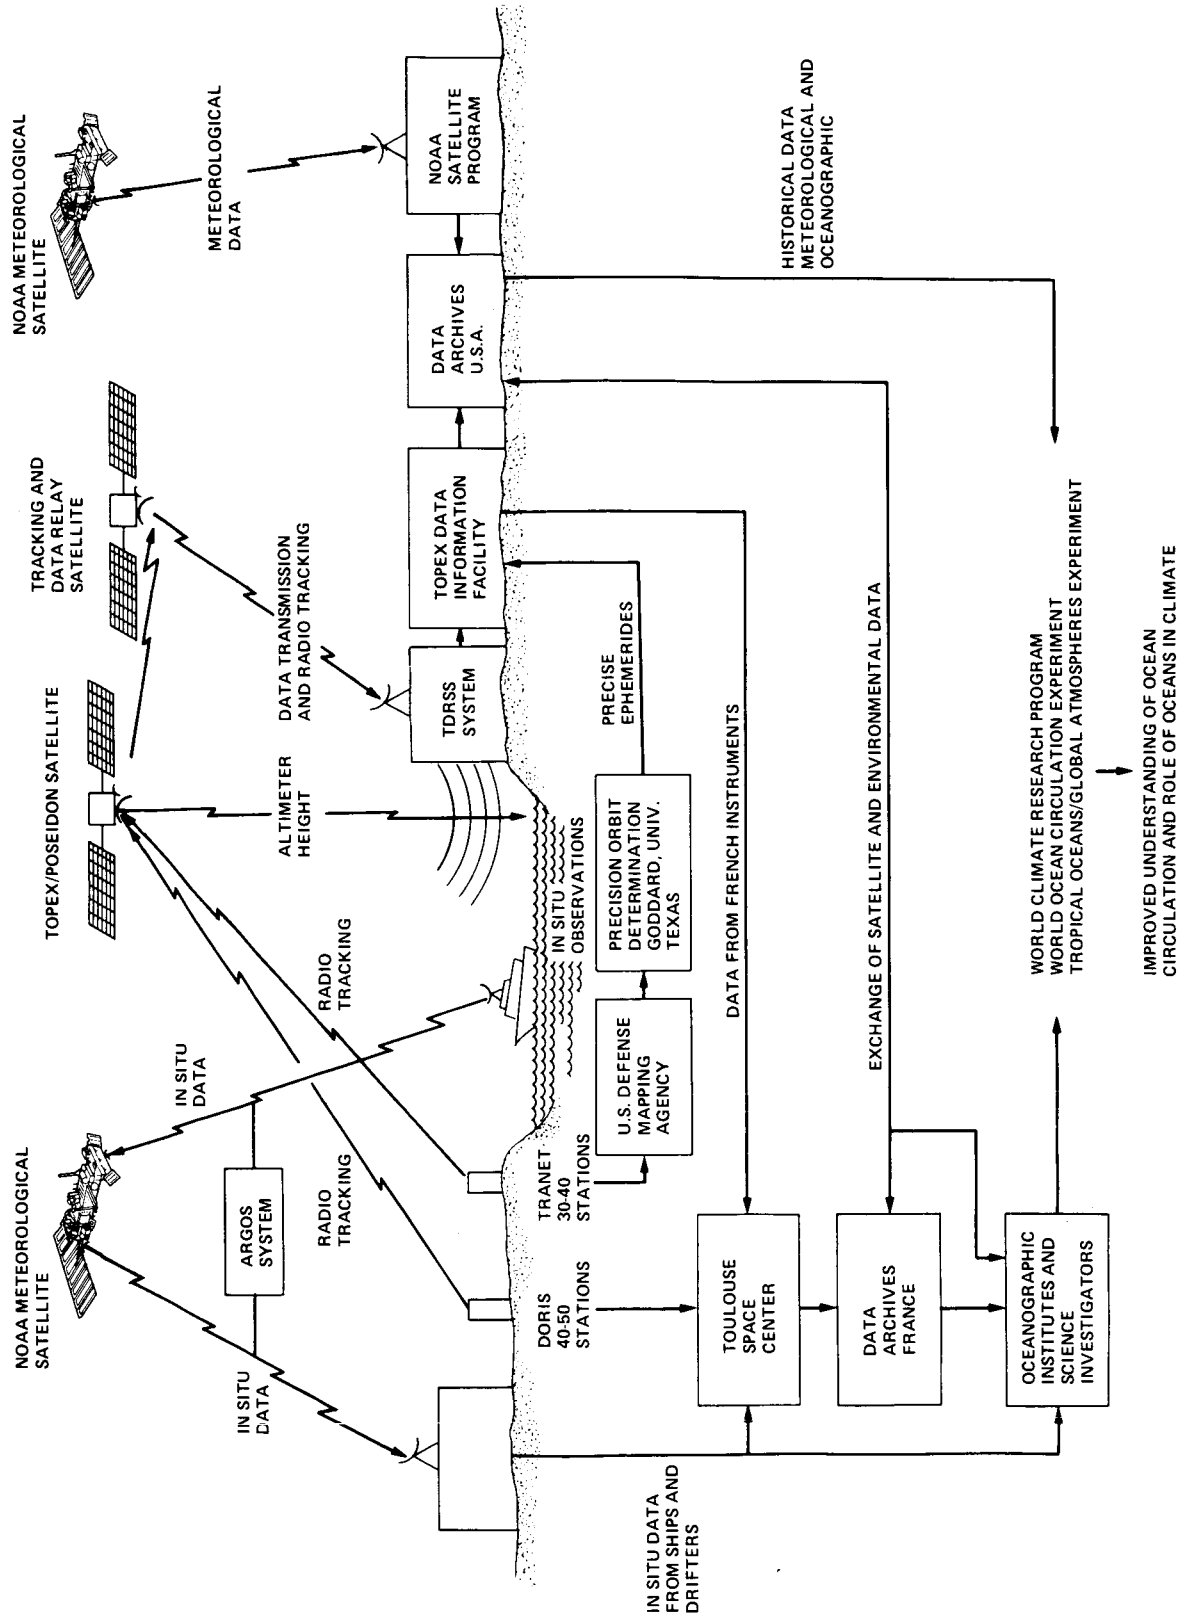 NOAA METEOROLOGICAL
SATELLITE
TOPEX/POSEIDON SATELLITE
TRACKING AND
DATA RELAY
SATELLITE
NOAA METEOROLOGICAL
SATELLITE
IN SITU
DATA
ARGOS
SYSTEM
IN SITU
DATA
RADIO
TRACKING
RADIO
TRACKING
ALTIMETER
HEIGHT
DATA TRANSMISSION
AND RADIO TRACKING
METEOROLOGICAL
DATA
TDRSS
SYSTEM
TOPEX DATA
INFORMATION
FACILITY
DATA
ARCHIVES
U.S.A.
NOAA
SATELLITE
PROGRAM
DORIS
40-50
STATIONS
TRANET
30-40
STATIONS
IN SITU
OBSERVATIONS
U.S. DEFENSE
MAPPING
AGENCY
PRECISION ORBIT
DETERMINATION
GODDARD, UNIV.
TEXAS
PRECISE
EPHEMERIDES
IN SITU DATA
FROM SHIPS AND
DRIFTERS
TOULOUSE
SPACE
CENTER
DATA FROM FRENCH INSTRUMENTS
HISTORICAL DATA
METEOROLOGICAL AND
OCEANOGRAPHIC
DATA
ARCHIVES
FRANCE
EXCHANGE OF SATELLITE AND ENVIRONMENTAL DATA
OCEANOGRAPHIC
INSTITUTES AND
SCIENCE
INVESTIGATORS
WORLD CLIMATE RESEARCH PROGRAM
WORLD OCEAN CIRCULATION EXPERIMENT
TROPICAL OCEANS/GLOBAL ATMOSPHERES EXPERIMENT
IMPROVED UNDERSTANDING OF OCEAN
CIRCULATION AND ROLE OF OCEANS IN CLIMATE